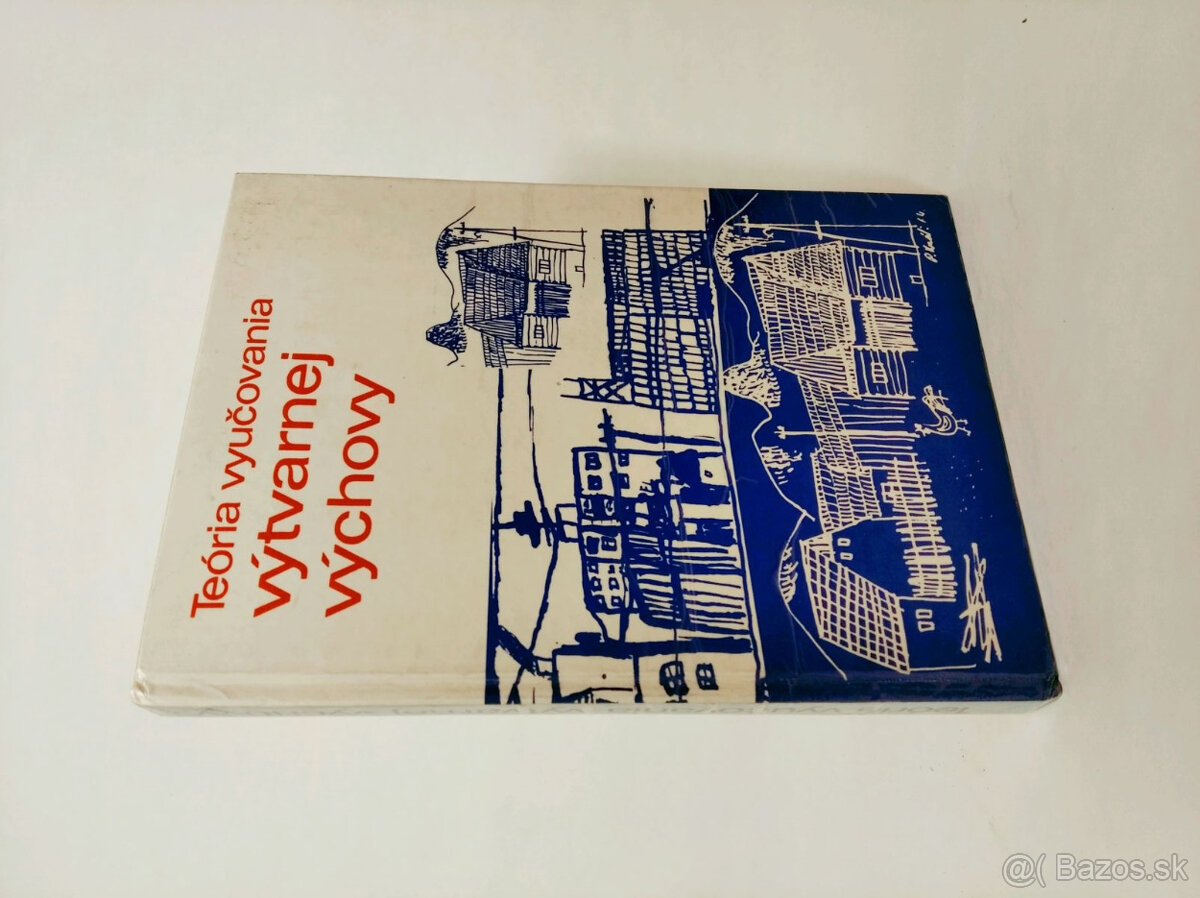 Teória vyučovania
výtvarnej
výchovy
@( Bazos.sk